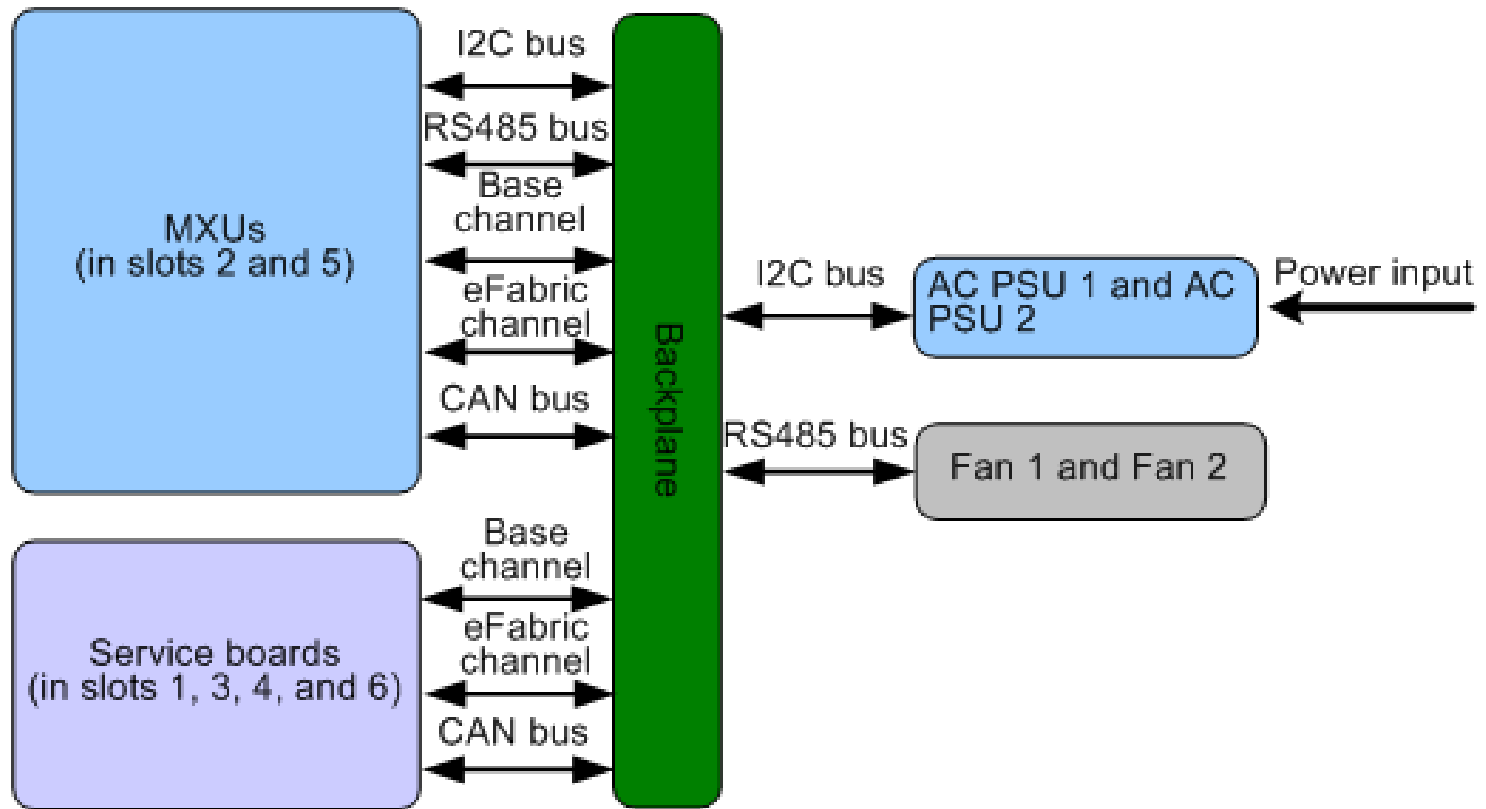 I2C bus
RS485 bus
Base
channel
eFabric
channel
CAN bus
MXUs
(in slots 2 and 5)
Base
channel
eFabric
channel
CAN bus
Service boards
(in slots 1, 3, 4, and 6)
Backplane
I2C bus
AC PSU 1 and AC
PSU 2
Power input
RS485 bus
Fan 1 and Fan 2